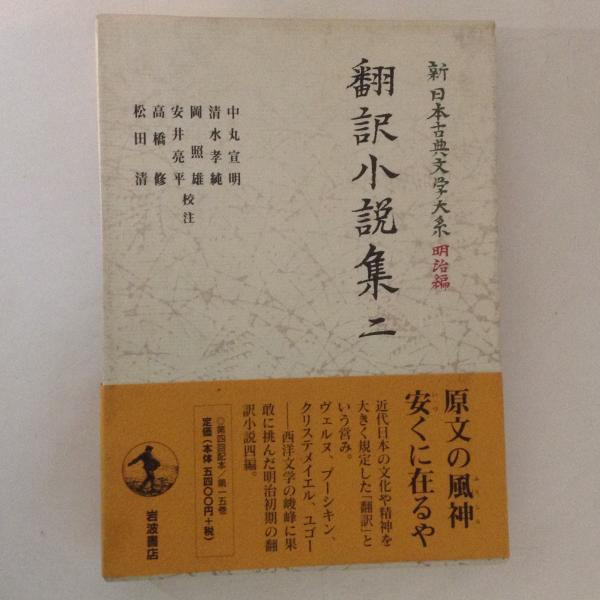 新日本古典文学大系 明治編
翻訳小説集 二
中丸宣明
清水孝純
岡照雄
安井亮平
高橋修
松田清
校注
原文の風神
安くに在るや
近代日本の文化や精神を
大きく規定した「翻訳」と
いう営み。
ヴェルヌ、プーシキン、
クリステメイエル、ユゴー
――西洋文学の峻峰に果
敢に挑んだ明治初期の翻
訳小説四編。
◎第四回配本/第一五巻
定価(本体 五四〇〇円+税)
岩波書店